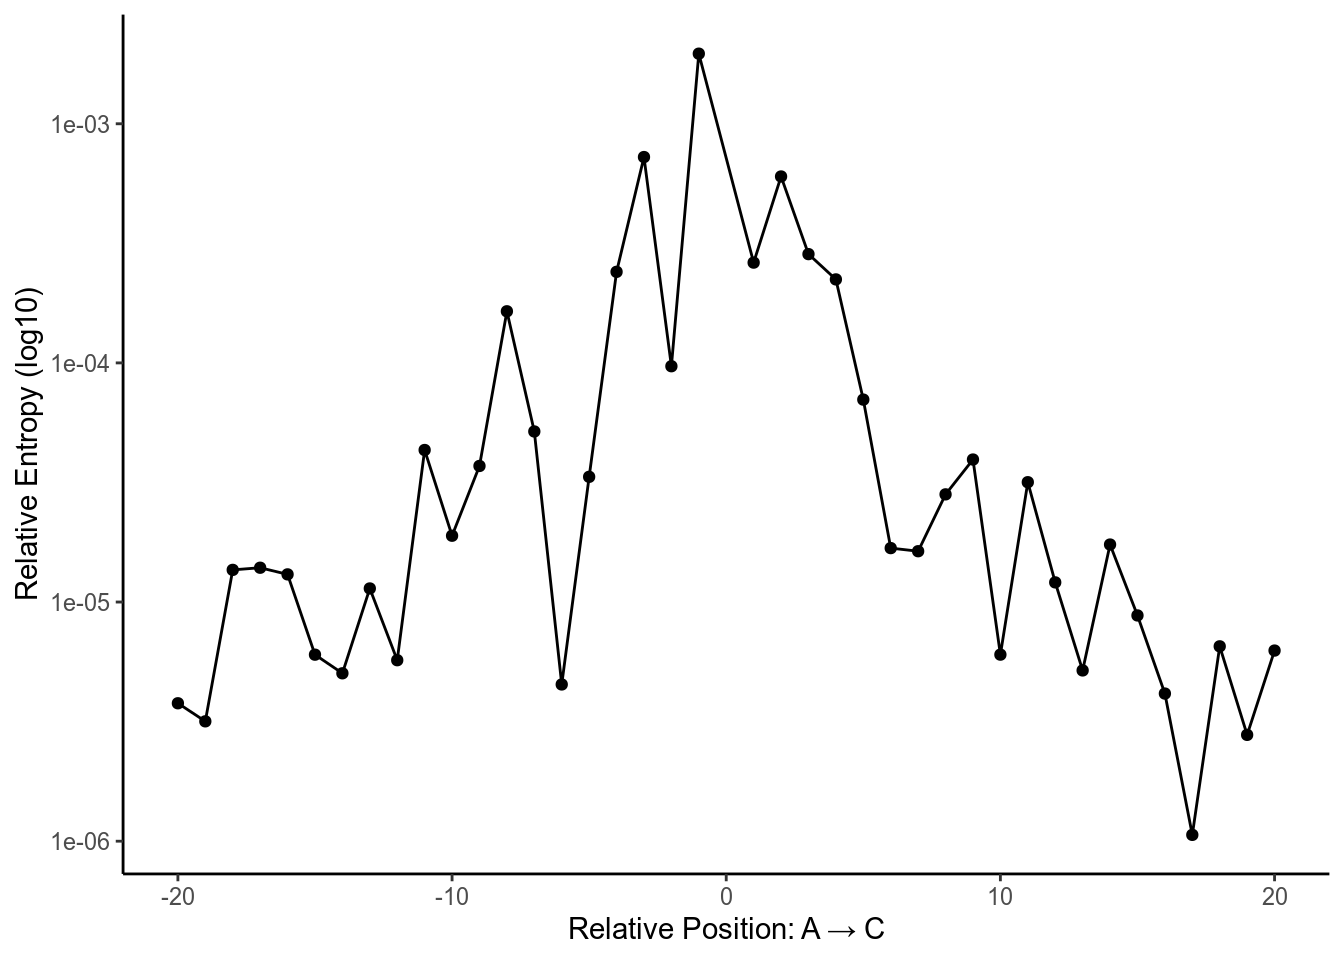 Relative Entropy (log10)
1e-03
1e-04
1e-05
1e-06
-20
-10
0
10
20
Relative Position: A → C